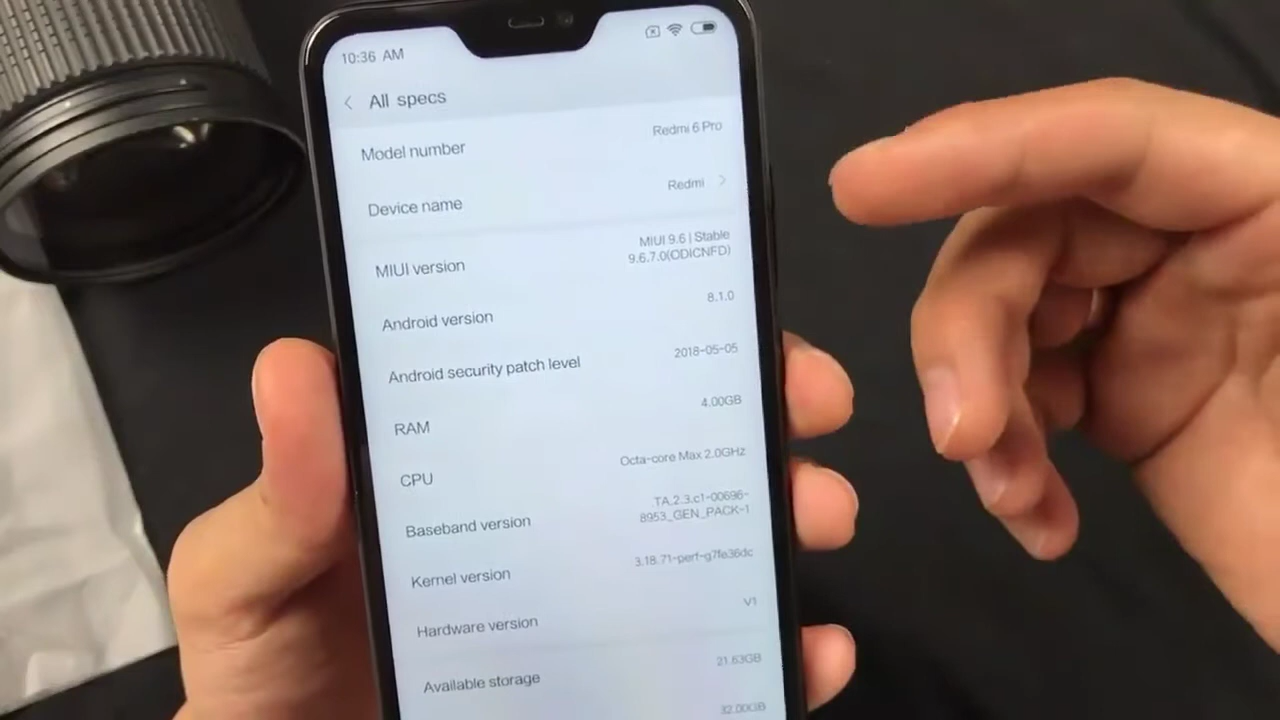 10:36 AM
All specs
Model number
Redmi 6 Pro
Device name
Redmi
MIUI version
MIUI 9.6 | Stable
9.6.7.0(ODICNFD)
Android version
8.1.0
Android security patch level
2018-05-05
RAM
4.00GB
CPU
Octa-core Max 2.0GHz
Baseband version
TA.2.3.c1-00696-
8953_GEN_PACK-1
Kernel version
3.18.71-perf-g7fe36dc
Hardware version
V1
Available storage
21.63GB
32.00GB